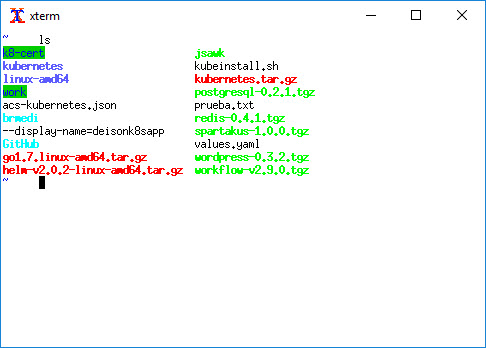 xterm
~ ls
k8-cert jsawk
kubernetes kubeinstall.sh
linux-amd64 kubernetes.tar.gz
work postgresql-0.2.1.tgz
acs-kubernetes.json prueba.txt
brmedi redis-0.4.1.tgz
--display-name=deisonk8sapp spartakus-1.0.0.tgz
GitHub values.yaml
go1.7.linux-amd64.tar.gz wordpress-0.3.2.tgz
helm-v2.0.2-linux-amd64.tar.gz workflow-v2.9.0.tgz
~